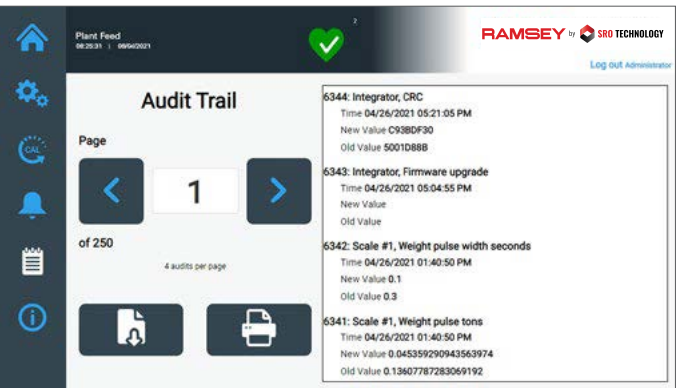 Plant Feed
08:25:31 | 08/04/2021
2
RAMSEY by SRO TECHNOLOGY
Log out Administrator
CAL
Audit Trail
Page
1
of 250
4 audits per page
6344: Integrator, CRC
Time 04/26/2021 05:21:05 PM
New Value C93BDF30
Old Value 5001D88B
6343: Integrator, Firmware upgrade
Time 04/26/2021 05:04:55 PM
New Value
Old Value
6342: Scale #1, Weight pulse width seconds
Time 04/26/2021 01:40:50 PM
New Value 0.1
Old Value 0.3
6341: Scale #1, Weight pulse tons
Time 04/26/2021 01:40:50 PM
New Value 0.045359290943563974
Old Value 0.13607787283069192